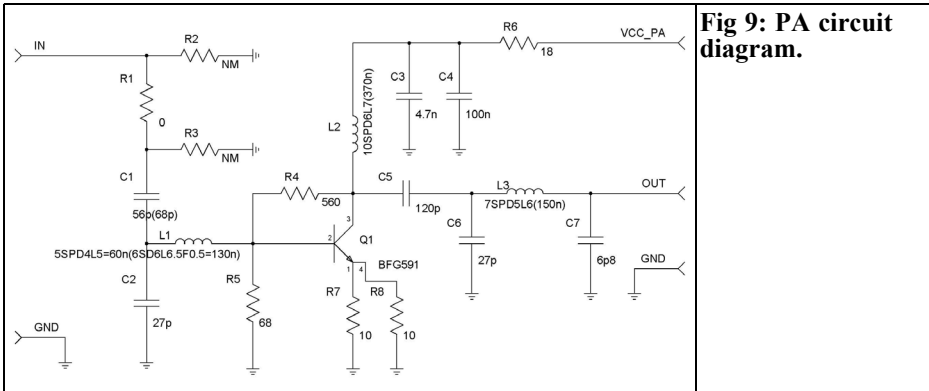 Fig 9: PA circuit
diagram.
IN
R2
NM
R1
0
R3
NM
C1
56p(68p)
L1
5SPD4L5=60n(6SD6L6.5F0.5=130n)
C2
27p
GND
R4
560
R5
68
L2
10SPD6L7(370n)
C3
4.7n
C4
100n
R6
18
VCC_PA
C5
120p
3
2
Q1
BFG591
1
4
R7
10
R8
10
C6
27p
L3
7SPD5L6(150n)
C7
6p8
OUT
GND